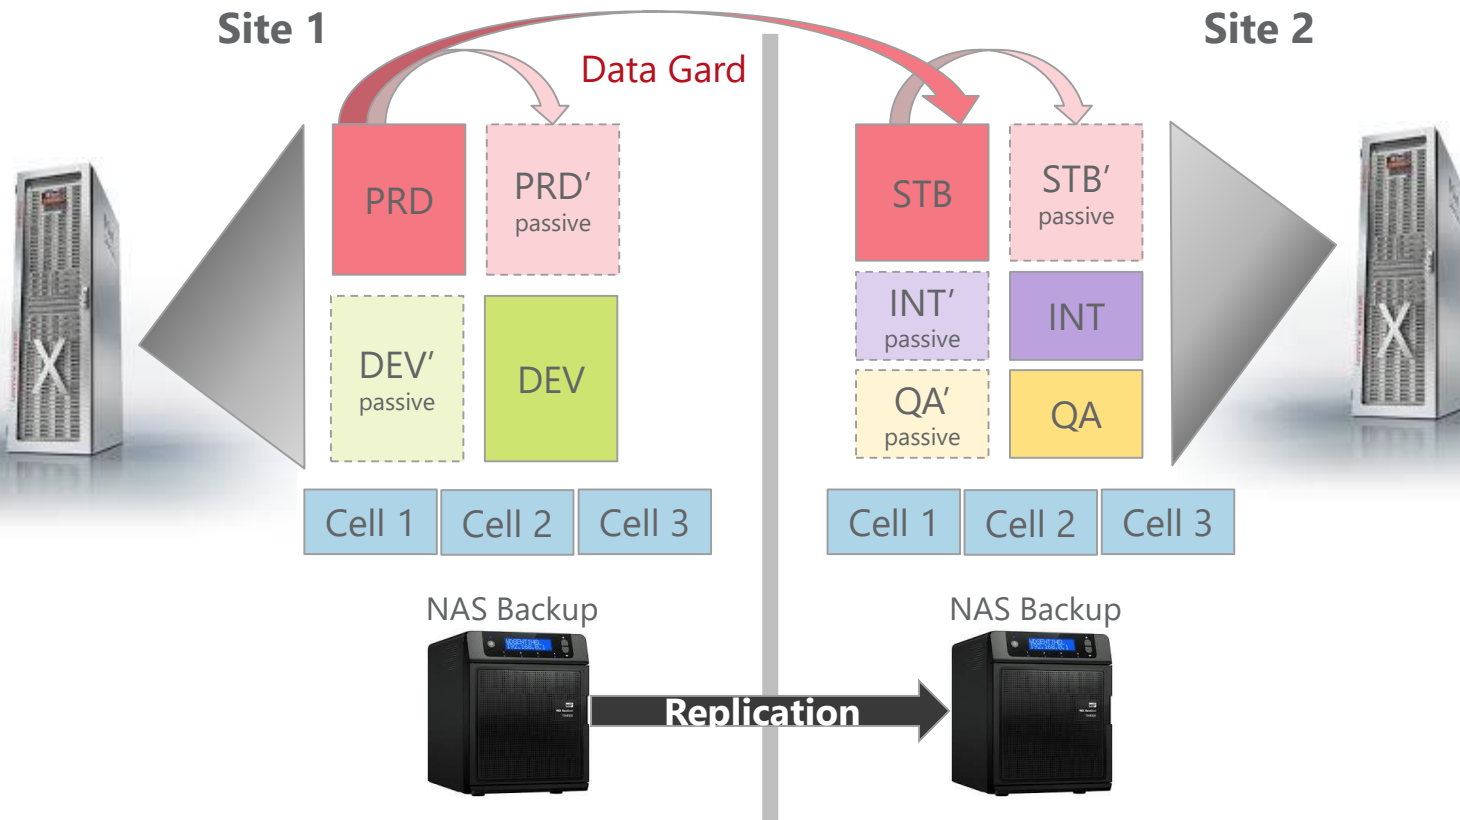 Site 1
Site 2
Data Gard
PRD
PRD’
passive
STB
STB’
passive
DEV’
passive
DEV
INT’
passive
INT
QA’
passive
QA
Cell 1
Cell 2
Cell 3
Cell 1
Cell 2
Cell 3
NAS Backup
NAS Backup
X
X
Replication